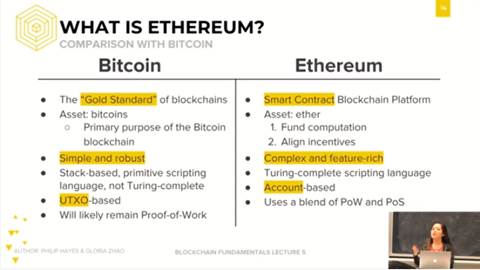 14
WHAT IS ETHEREUM?
COMPARISON WITH BITCOIN
Bitcoin
● The “Gold Standard” of blockchains
● Asset: bitcoins
○ Primary purpose of the Bitcoin
blockchain
● Simple and robust
● Stack-based, primitive scripting
language, not Turing-complete
● UTXO-based
● Will likely remain Proof-of-Work
Ethereum
● Smart Contract Blockchain Platform
● Asset: ether
1. Fund computation
2. Align incentives
● Complex and feature-rich
● Turing-complete scripting language
● Account-based
● Uses a blend of PoW and PoS
AUTHOR: PHILIP HAYES & GLORIA ZHAO
BLOCKCHAIN FUNDAMENTALS LECTURE 5